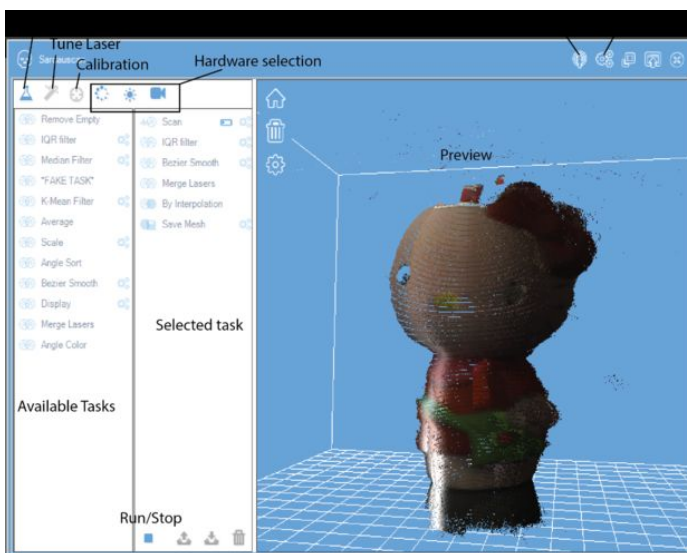 Tune Laser
Sardauscan
Calibration
Hardware selection
Remove Empty
IQR filter
Median Filter
"FAKE TASK"
K-Mean Filter
Average
Scale
Angle Sort
Bezier Smooth
Display
Merge Lasers
Angle Color
Available Tasks
Scan
IQR filter
Bezier Smooth
Merge Lasers
By Interpolation
Save Mesh
Selected task
Run/Stop
Preview